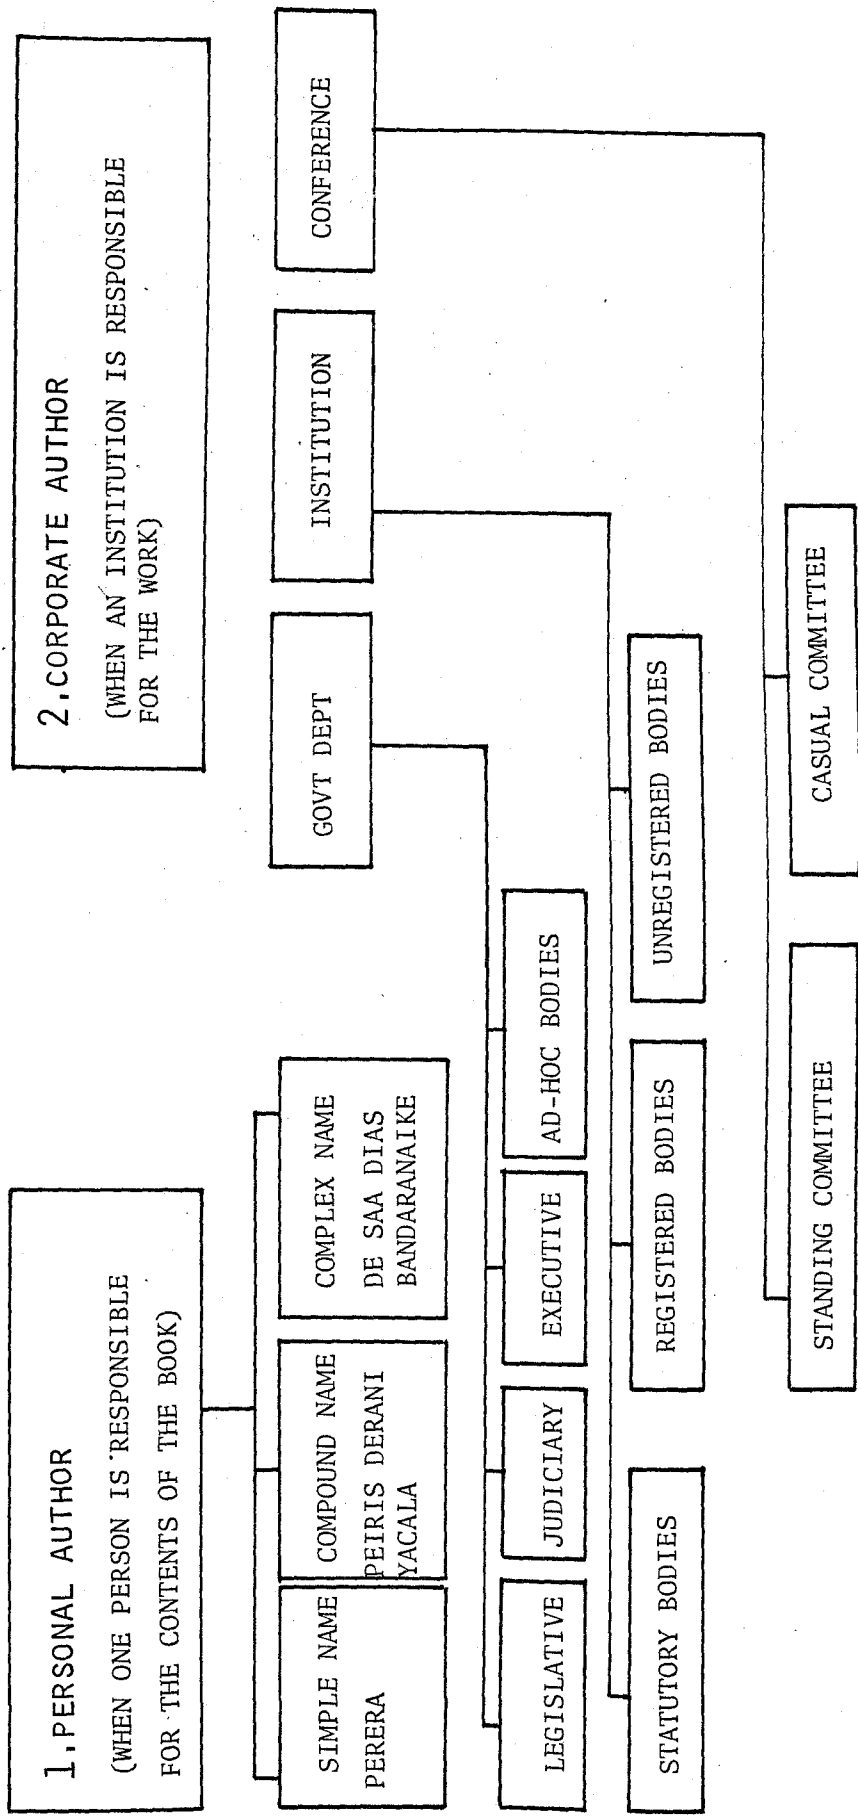 1. PERSONAL AUTHOR
(WHEN ONE PERSON IS RESPONSIBLE
FOR THE CONTENTS OF THE BOOK)
2. CORPORATE AUTHOR
(WHEN AN INSTITUTION IS RESPONSIBLE
FOR THE WORK)
SIMPLE NAME
PERERA
COMPOUND NAME
PEIRIS DERANI
YACALA
COMPLEX NAME
DE SAA DIAS
BANDARANAIKE
GOVT DEPT
INSTITUTION
CONFERENCE
LEGISLATIVE
JUDICIARY
EXECUTIVE
AD-HOC BODIES
STATUTORY BODIES
REGISTERED BODIES
UNREGISTERED BODIES
STANDING COMMITTEE
CASUAL COMMITTEE